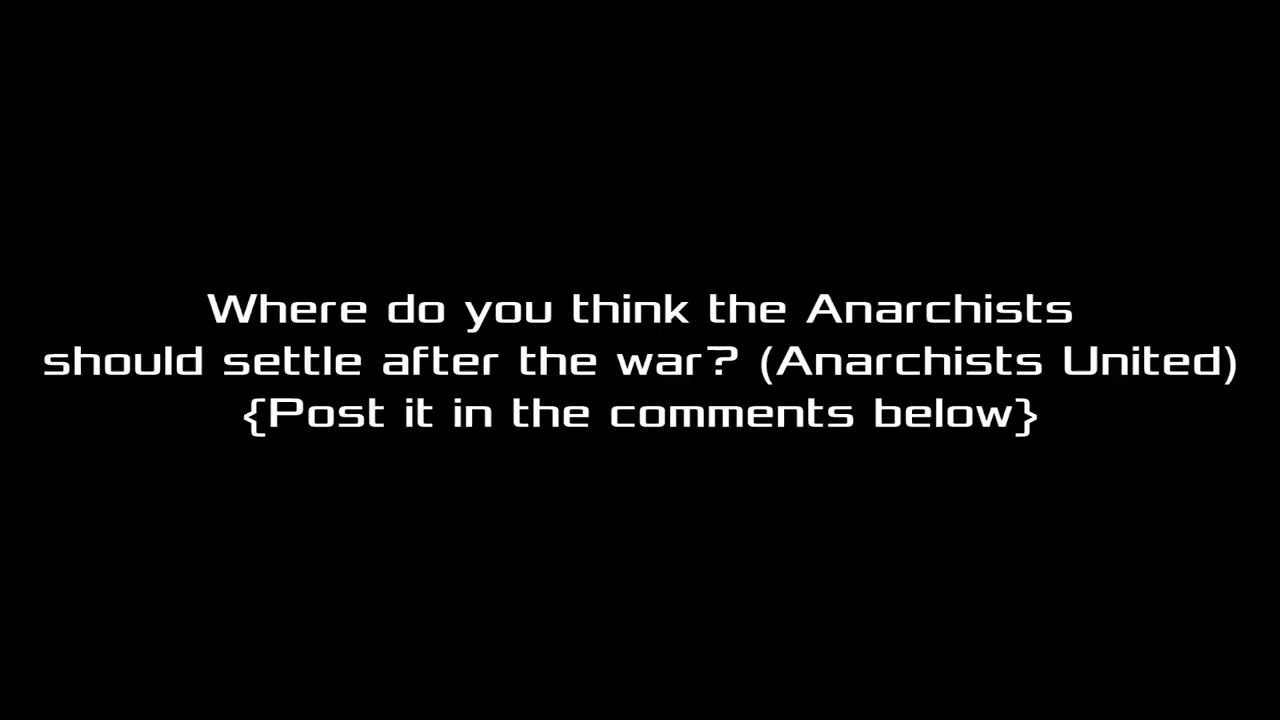 Where do you think the Anarchists
should settle after the war? (Anarchists United)
{Post it in the comments below}